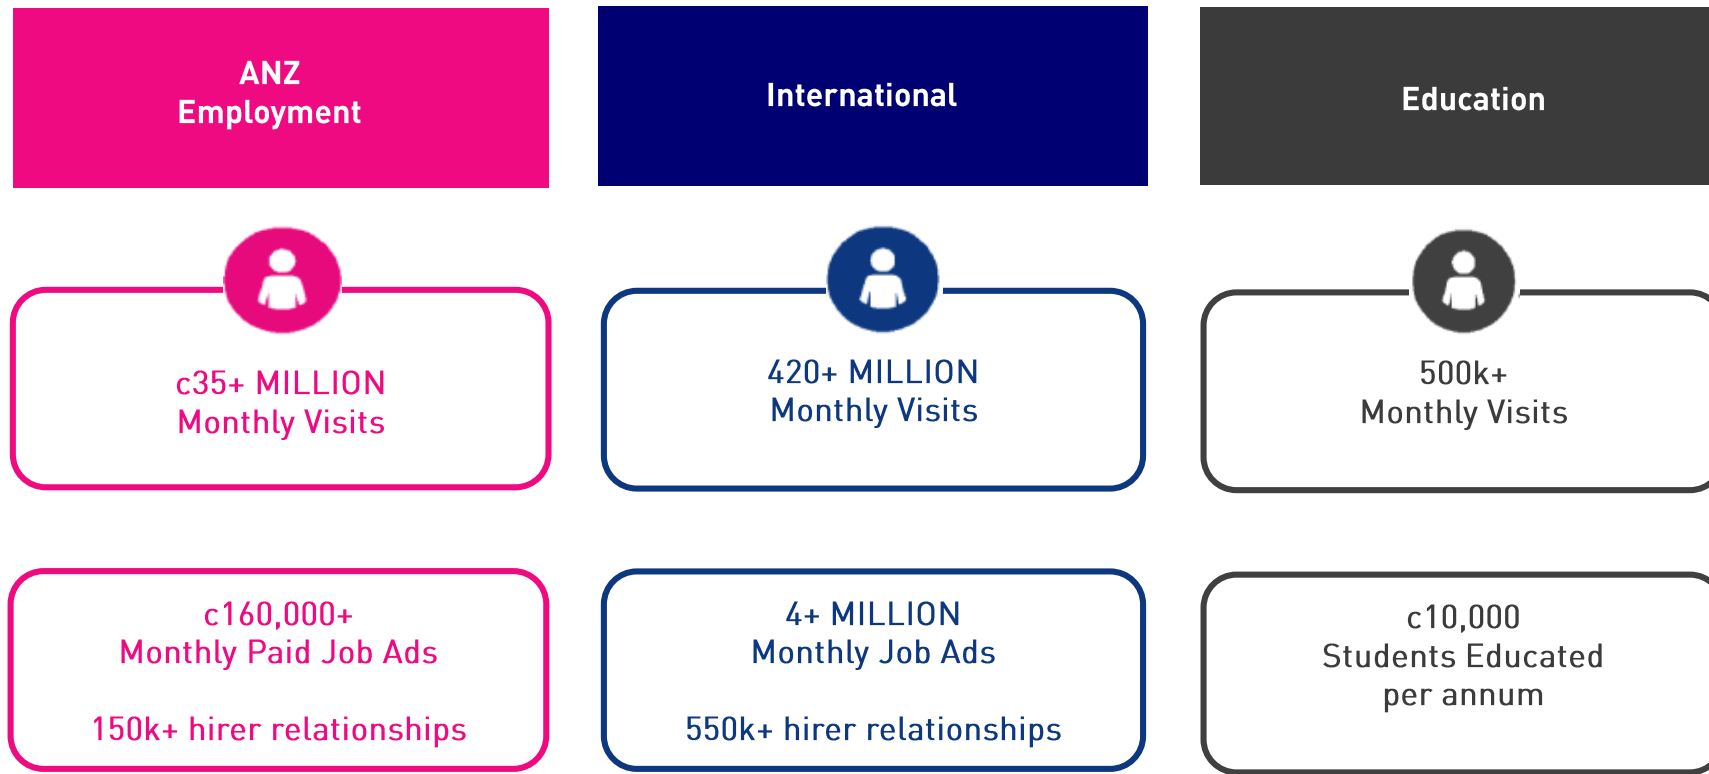 ANZ
Employment
International
Education
c35+ MILLION
Monthly Visits
420+ MILLION
Monthly Visits
500k+
Monthly Visits
c160,000+
Monthly Paid Job Ads
150k+ hirer relationships
4+ MILLION
Monthly Job Ads
550k+ hirer relationships
c10,000
Students Educated
per annum